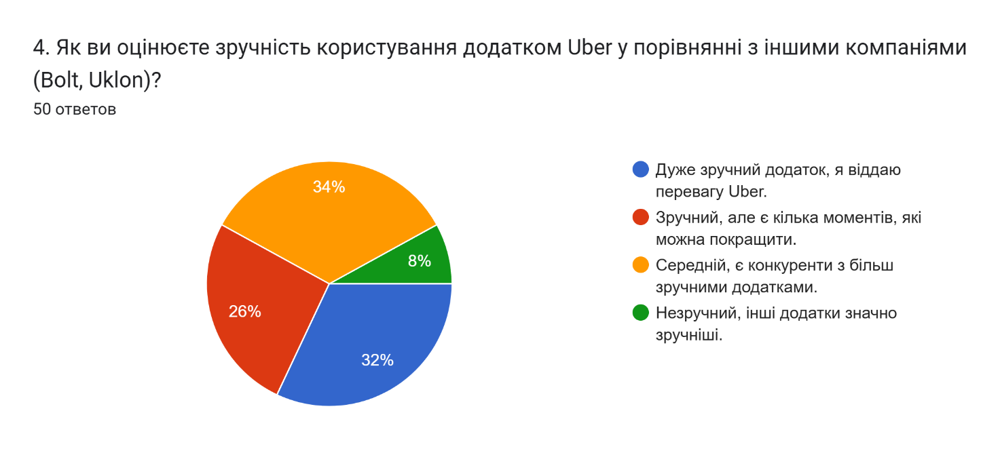 4. Як ви оцінюєте зручність користування додатком Uber у порівнянні з іншими компаніями
(Bolt, Uklon)?
50 ответов
34%
8%
26%
32%
Дуже зручний додаток, я віддаю
перевагу Uber.
Зручний, але є кілька моментів, які
можна покращити.
Середній, є конкуренти з більш
зручними додатками.
Незручний, інші додатки значно
зручніші.